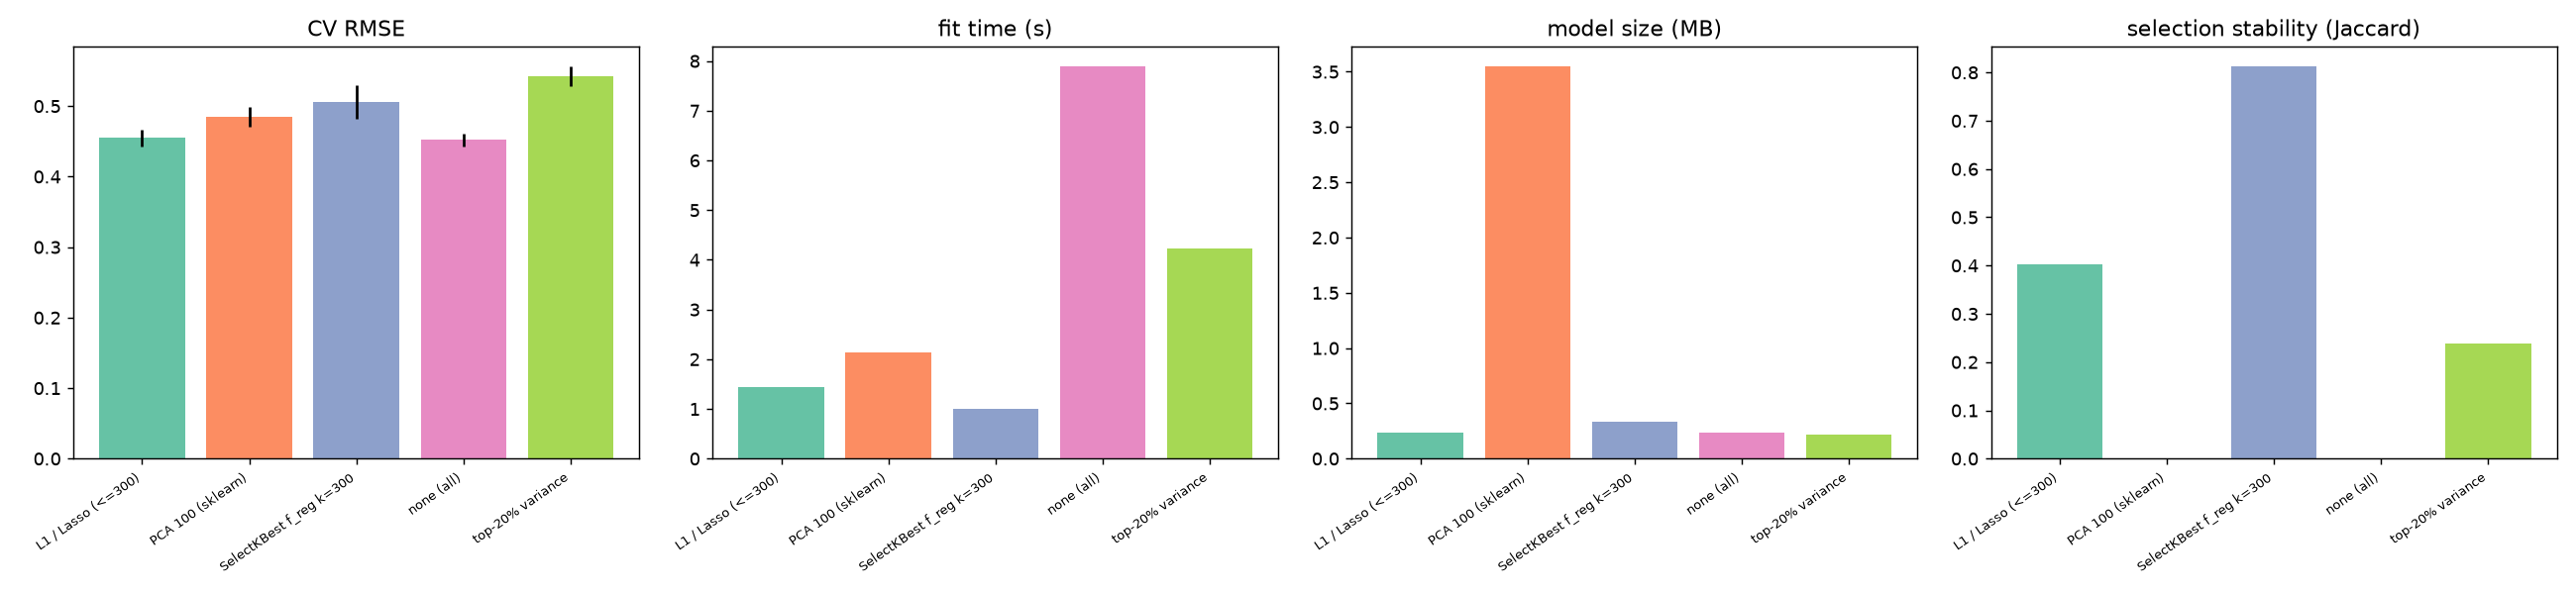 CV RMSE
0.5
0.4
0.3
0.2
0.1
0.0
L1 / Lasso (<=300)
PCA 100 (sklearn)
SelectKBest f_reg k=300
none (all)
top-20% variance
fit time (s)
8
7
6
5
4
3
2
1
0
L1 / Lasso (<=300)
PCA 100 (sklearn)
SelectKBest f_reg k=300
none (all)
top-20% variance
model size (MB)
3.5
3.0
2.5
2.0
1.5
1.0
0.5
0.0
L1 / Lasso (<=300)
PCA 100 (sklearn)
SelectKBest f_reg k=300
none (all)
top-20% variance
selection stability (Jaccard)
0.8
0.7
0.6
0.5
0.4
0.3
0.2
0.1
0.0
L1 / Lasso (<=300)
PCA 100 (sklearn)
SelectKBest f_reg k=300
none (all)
top-20% variance